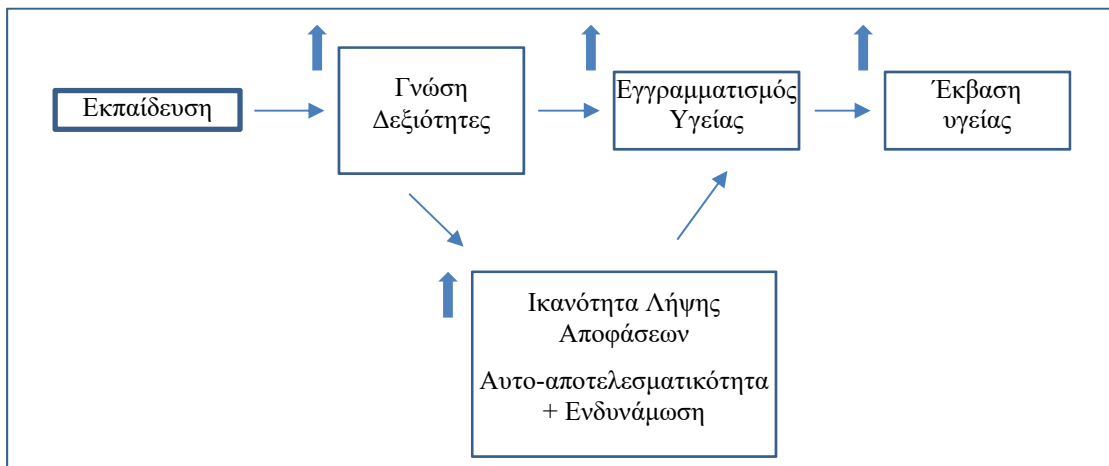 Εκπαίδευση
Γνώση
Δεξιότητες
Εγγραμματισμός
Υγείας
Έκβαση
υγείας
Ικανότητα Λήψης
Αποφάσεων
Αυτο-αποτελεσματικότητα
+ Ενδυνάμωση